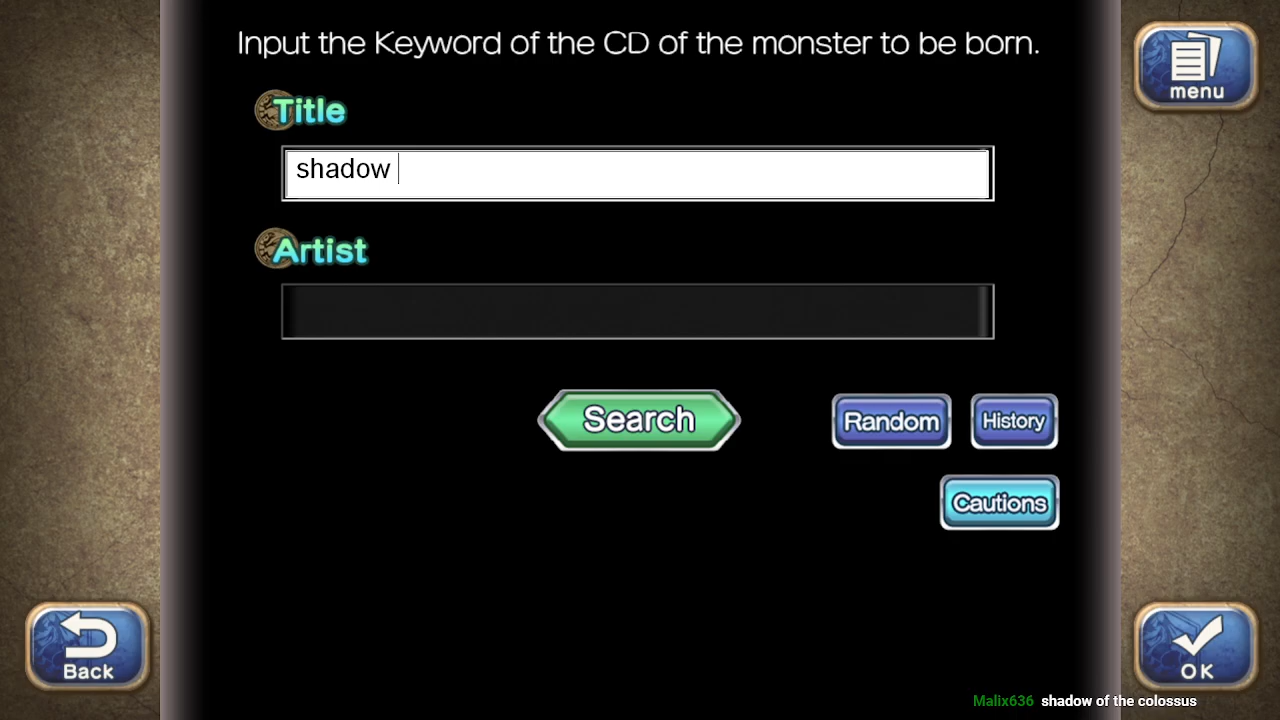 Input the Keyword of the CD of the monster to be born.
menu
Title
shadow
Artist
Search
Random
History
Cautions
Back
OK
Malix636 shadow of the colossus